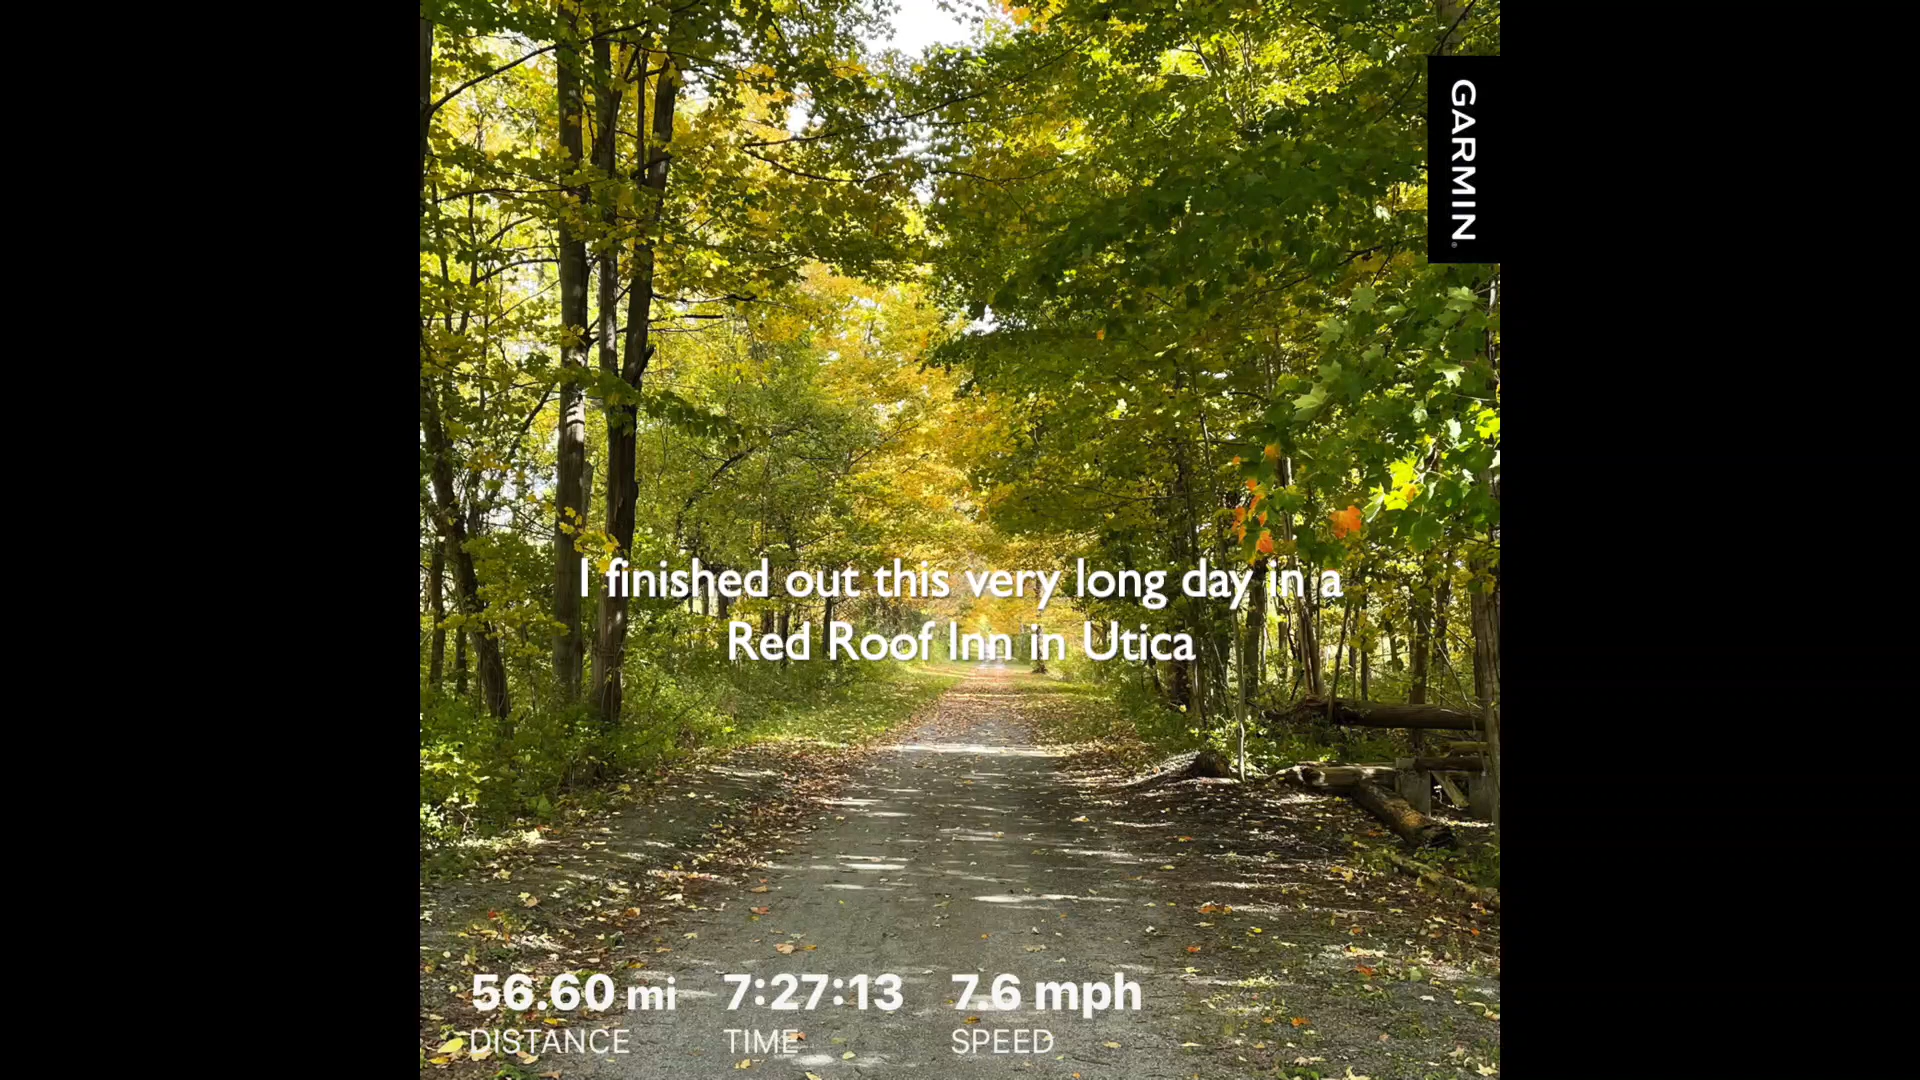 GARMIN
I finished out this very long day in a
Red Roof Inn in Utica
56.60 mi 7:27:13 7.6 mph
DISTANCE TIME SPEED